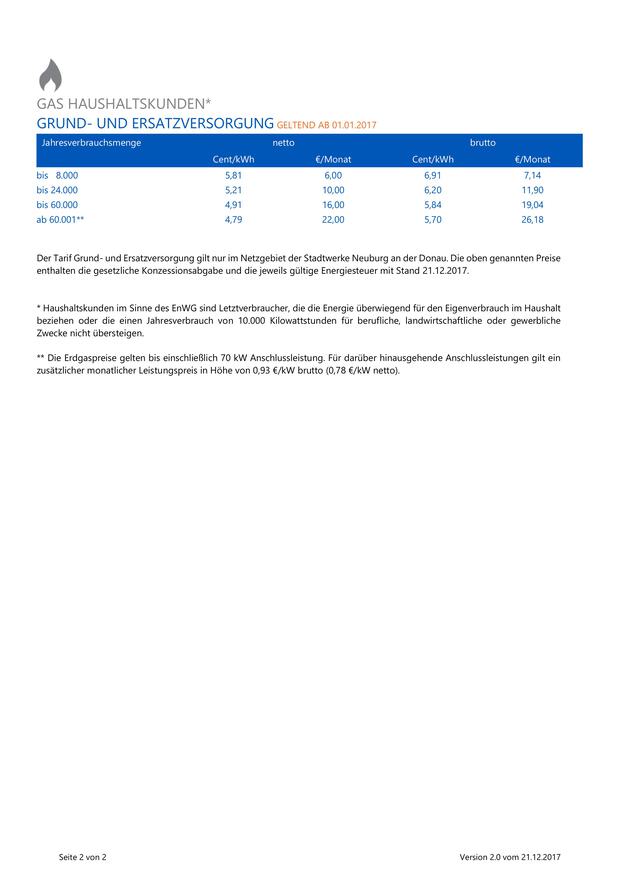 GAS HAUSHALTSKUNDEN*
GRUND- UND ERSATZVERSORGUNG GELTEND AB 01.01.2017
Jahresverbrauchsmenge netto brutto
Cent/kWh €/Monat Cent/kWh €/Monat
bis 8.000 5,81 6,00 6,91 7,14
bis 24.000 5,21 10,00 6,20 11,90
bis 60.000 4,91 16,00 5,84 19,04
ab 60.001** 4,79 22,00 5,70 26,18
Der Tarif Grund- und Ersatzversorgung gilt nur im Netzgebiet der Stadtwerke Neuburg an der Donau. Die oben genannten Preise
enthalten die gesetzliche Konzessionsabgabe und die jeweils gültige Energiesteuer mit Stand 21.12.2017.
* Haushaltskunden im Sinne des EnWG sind Letztverbraucher, die die Energie überwiegend für den Eigenverbrauch im Haushalt
beziehen oder die einen Jahresverbrauch von 10.000 Kilowattstunden für berufliche, landwirtschaftliche oder gewerbliche
Zwecke nicht übersteigen.
** Die Erdgaspreise gelten bis einschließlich 70 kW Anschlussleistung. Für darüber hinausgehende Anschlussleistungen gilt ein
zusätzlicher monatlicher Leistungspreis in Höhe von 0,93 €/kW brutto (0,78 €/kW netto).
Seite 2 von 2 Version 2.0 vom 21.12.2017